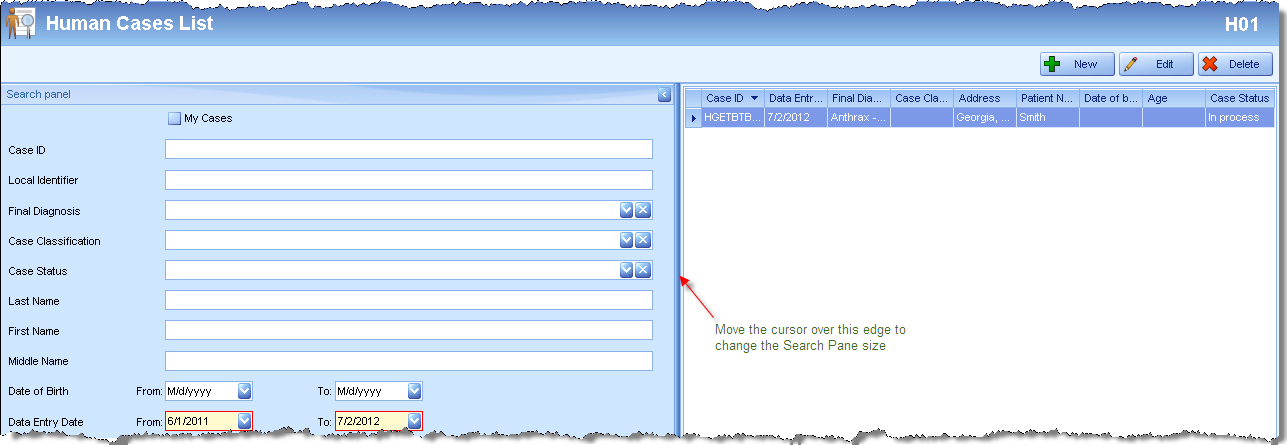 Human Cases List
H01
New Edit Delete
Search panel
My Cases
Case ID
Local Identifier
Final Diagnosis
Case Classification
Case Status
Last Name
First Name
Middle Name
Date of Birth From: M/d/yyyy To: M/d/yyyy
Data Entry Date From: 6/1/2011 To: 7/2/2012
Case ID Data Entr... Final Dia... Case Cla... Address Patient N... Date of b... Age Case Status
HGETBTB... 7/2/2012 Anthrax -... Georgia, ... Smith In process
Move the cursor over this edge to
change the Search Pane size